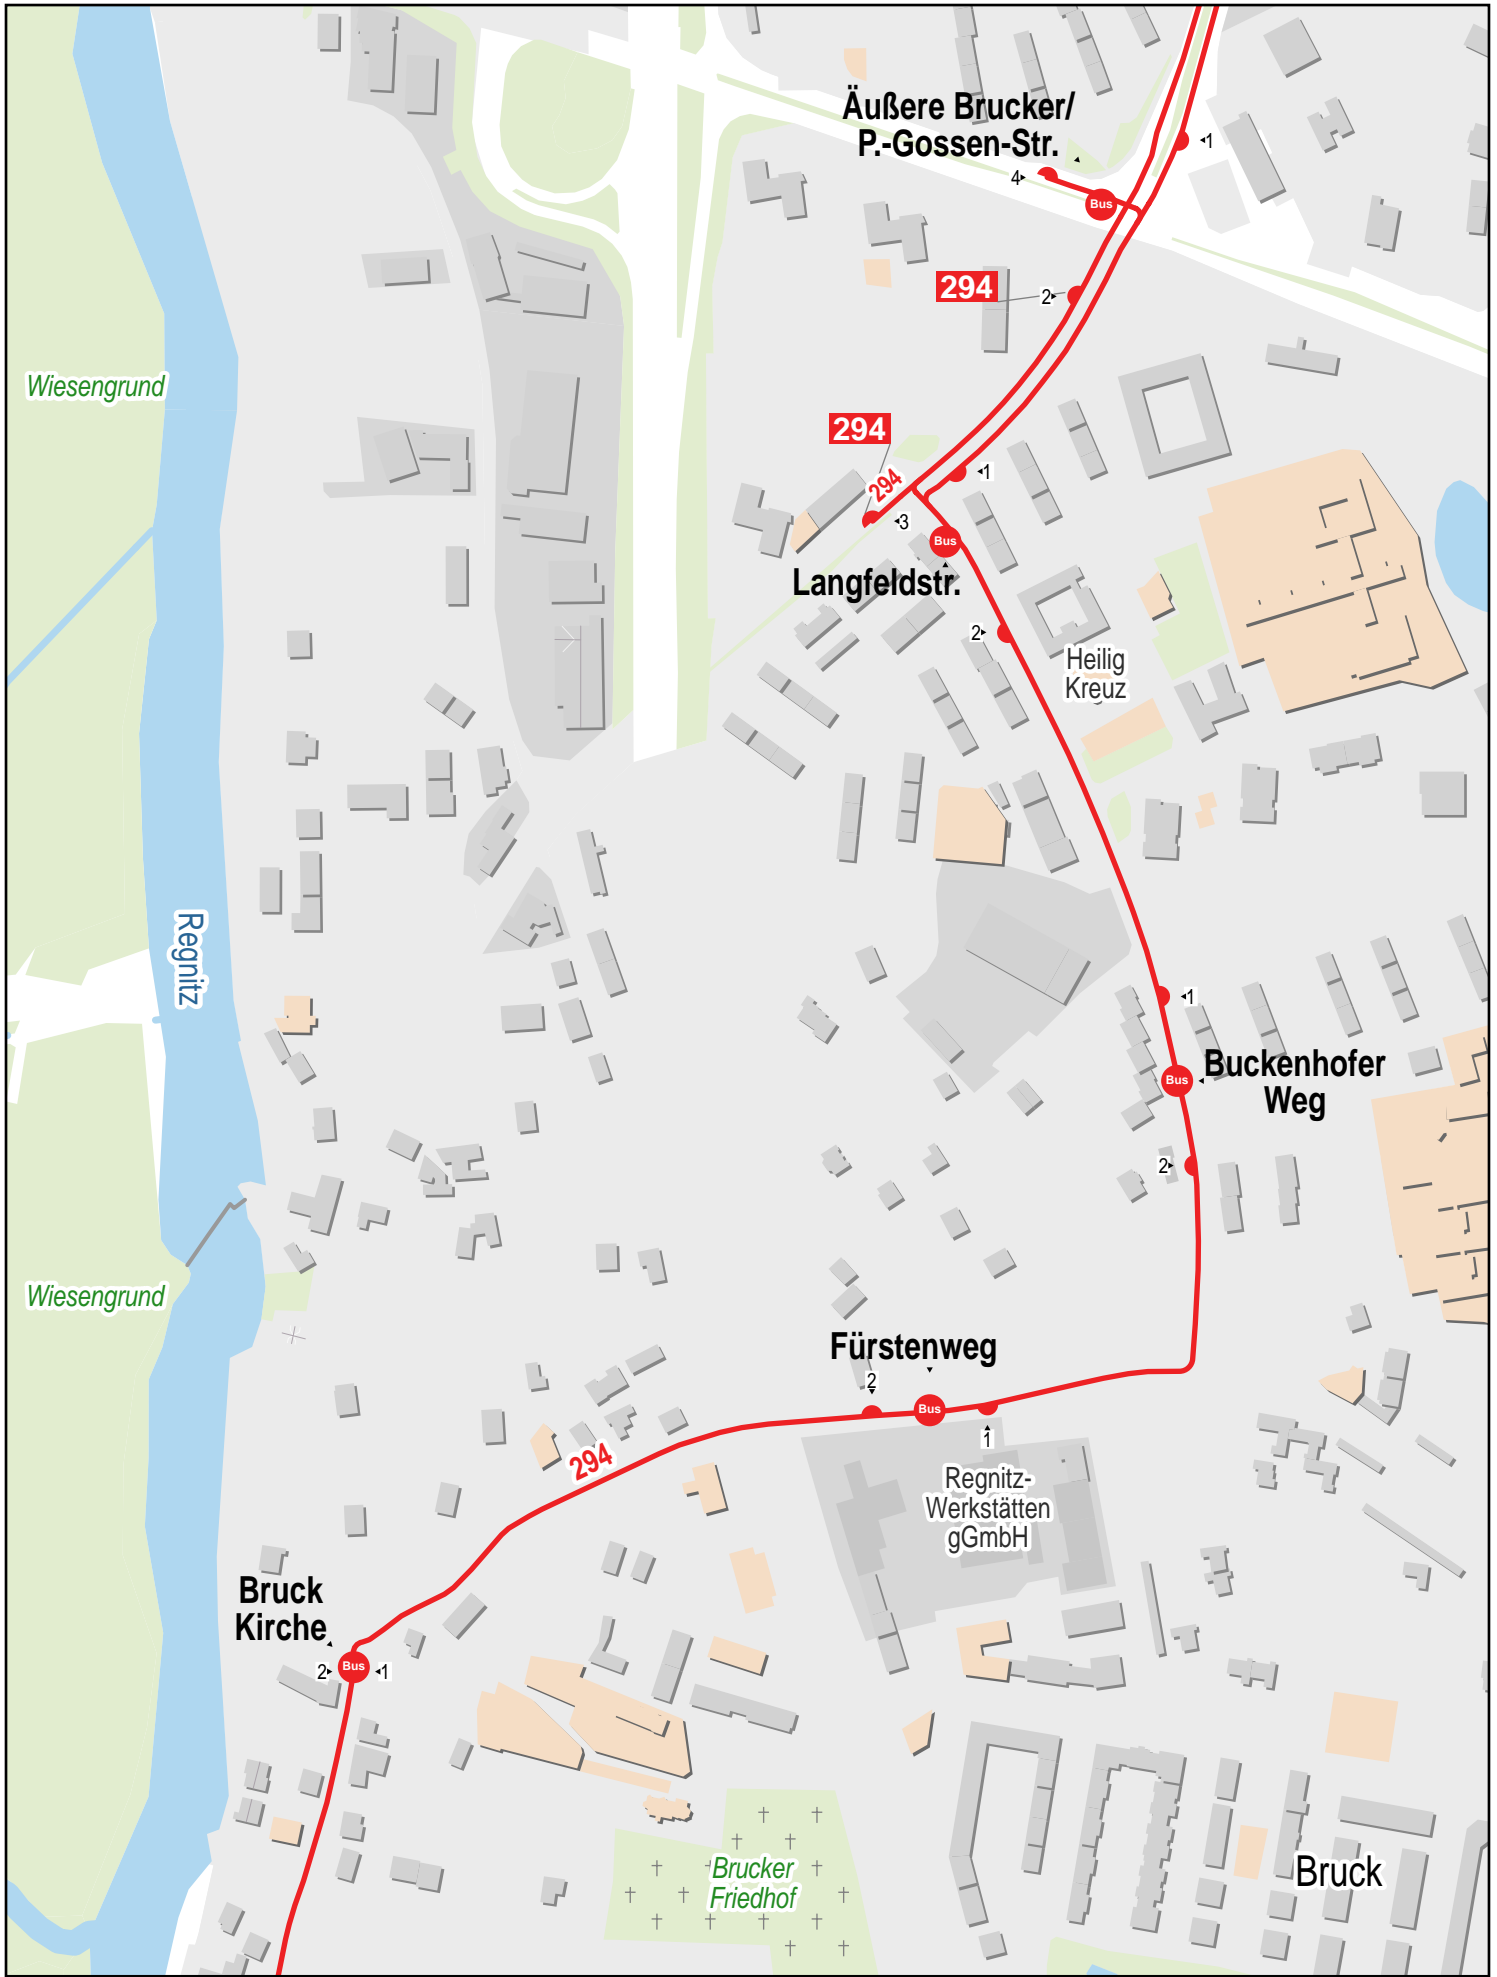 Äußere Brucker/
P.-Gossen-Str.
1
4
Bus
294
2
Wiesengrund
294
294
1
3
Bus
Langfeldstr.
2
Heilig
Kreuz
Regnitz
1
Bus
Buckenhofer
Weg
2
Wiesengrund
Fürstenweg
2
Bus
1
294
Regnitz-
Werkstätten
gGmbH
Bruck
Kirche
2
Bus
1
Brucker
Friedhof
Bruck